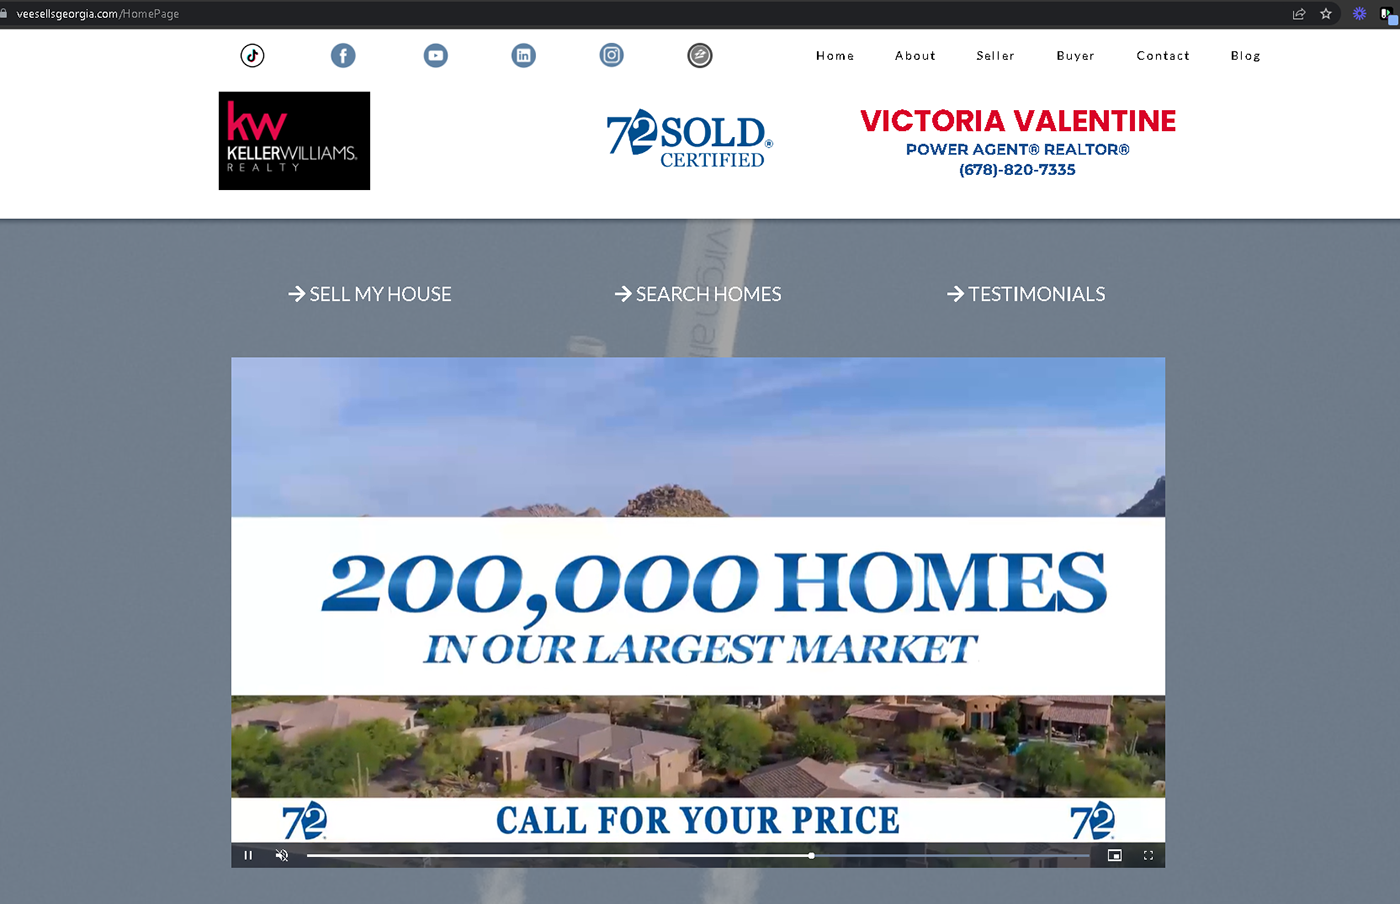 veesellsgeorgia.com/HomePage
Home About Seller Buyer Contact Blog
kw
KELLERWILLIAMS.
REALTY
72SOLD®
CERTIFIED
VICTORIA VALENTINE
POWER AGENT® REALTOR®
(678)-820-7335
→ SELL MY HOUSE → SEARCH HOMES → TESTIMONIALS
200,000 HOMES
IN OUR LARGEST MARKET
72 CALL FOR YOUR PRICE 72